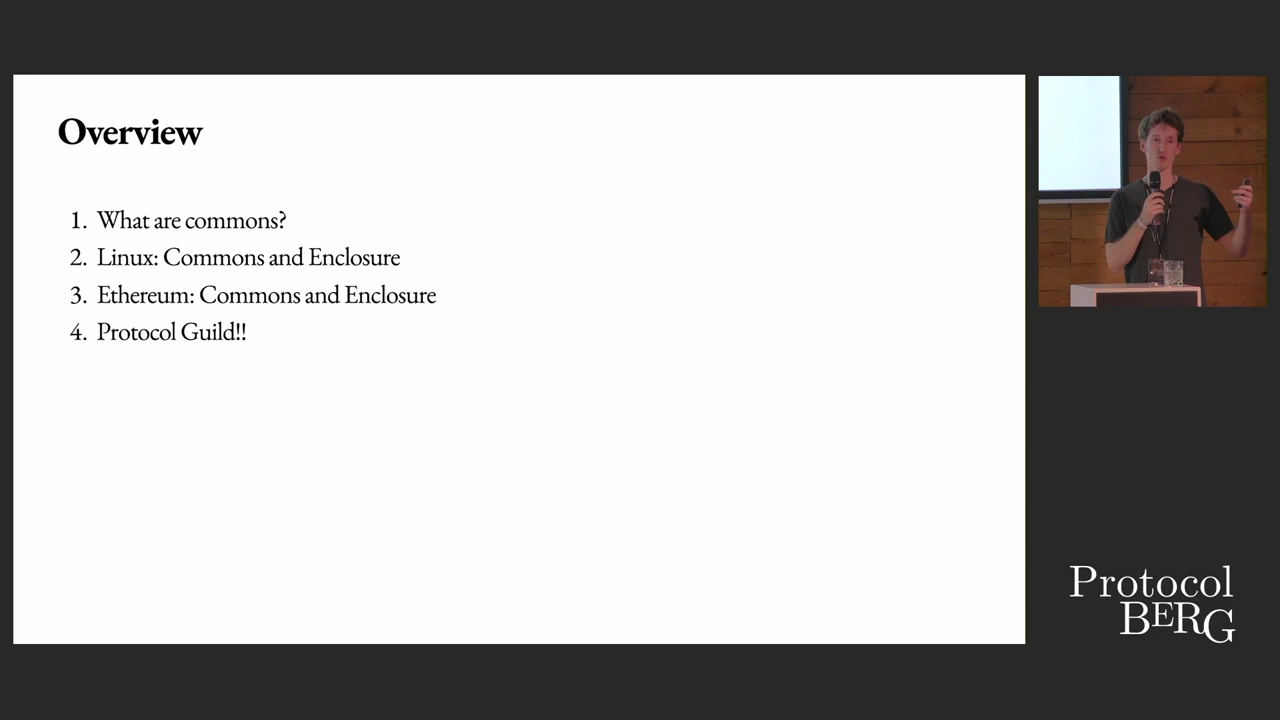 Overview
1. What are commons?
2. Linux: Commons and Enclosure
3. Ethereum: Commons and Enclosure
4. Protocol Guild!!
Protocol
BERG